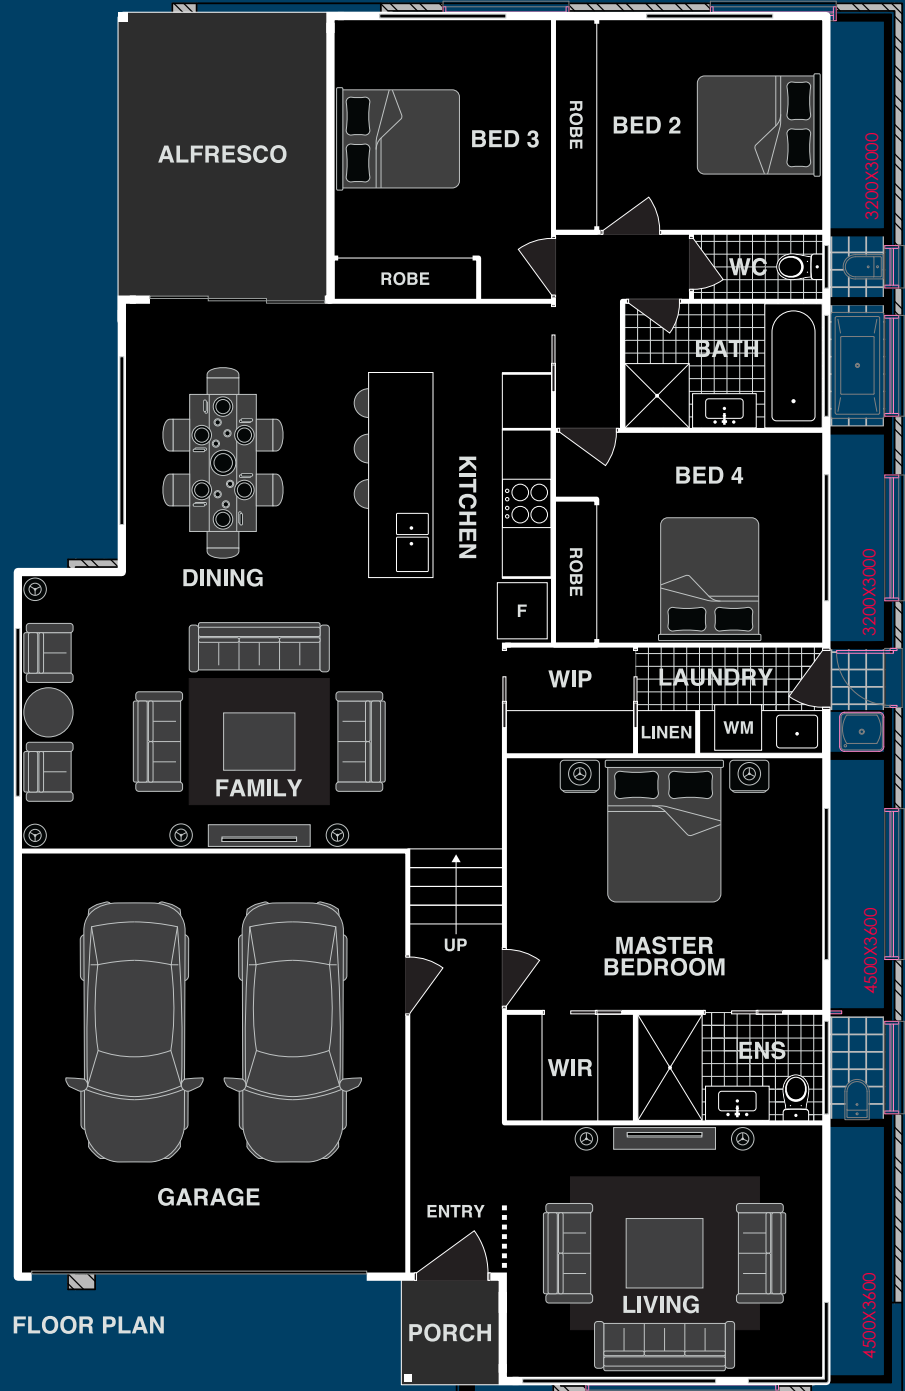 BED 3
ROBE
BED 2
ALFRESCO
3200X3000
WC
ROBE
BATH
KITCHEN
BED 4
DINING
ROBE
F
3200X3000
WIP
LAUNDRY
LINEN
WM
FAMILY
UP
MASTER
BEDROOM
4500X3600
ENS
WIR
GARAGE
ENTRY
LIVING
4500X3600
FLOOR PLAN
PORCH